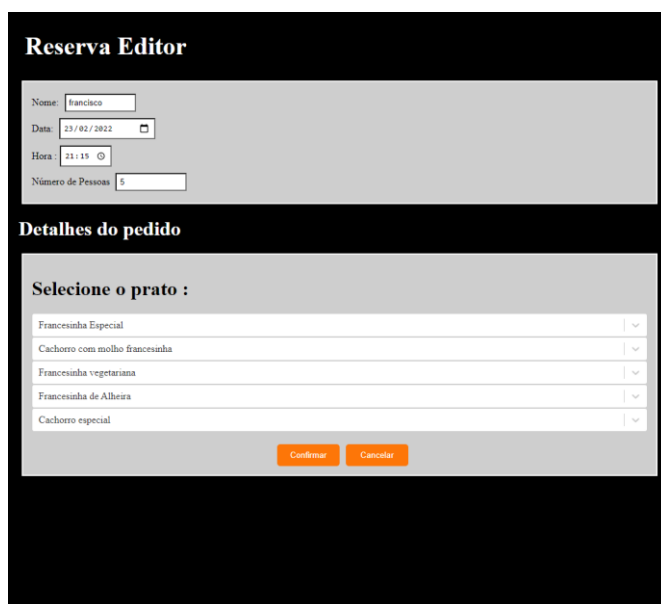 Reserva Editor
Nome: francisco
Data: 23/02/2022
Hora : 21:15
Número de Pessoas 5
Detalhes do pedido
Selecione o prato :
Francesinha Especial
Cachorro com molho francesinha
Francesinha vegetariana
Francesinha de Alheira
Cachorro especial
Confirmar Cancelar